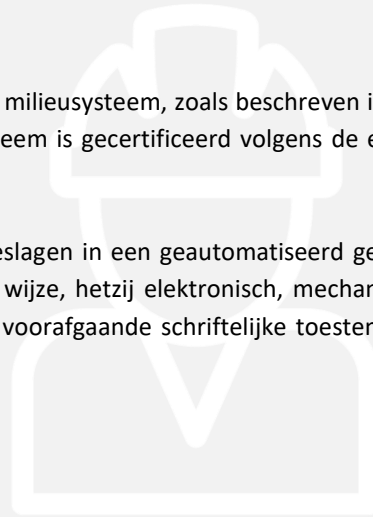 milieusysteem, zoals beschreven i
eem is gecertificeerd volgens de e
eslagen in een geautomatiseerd ge
wijze, hetzij elektronisch, mechan
voorafgaande schriftelijke toester